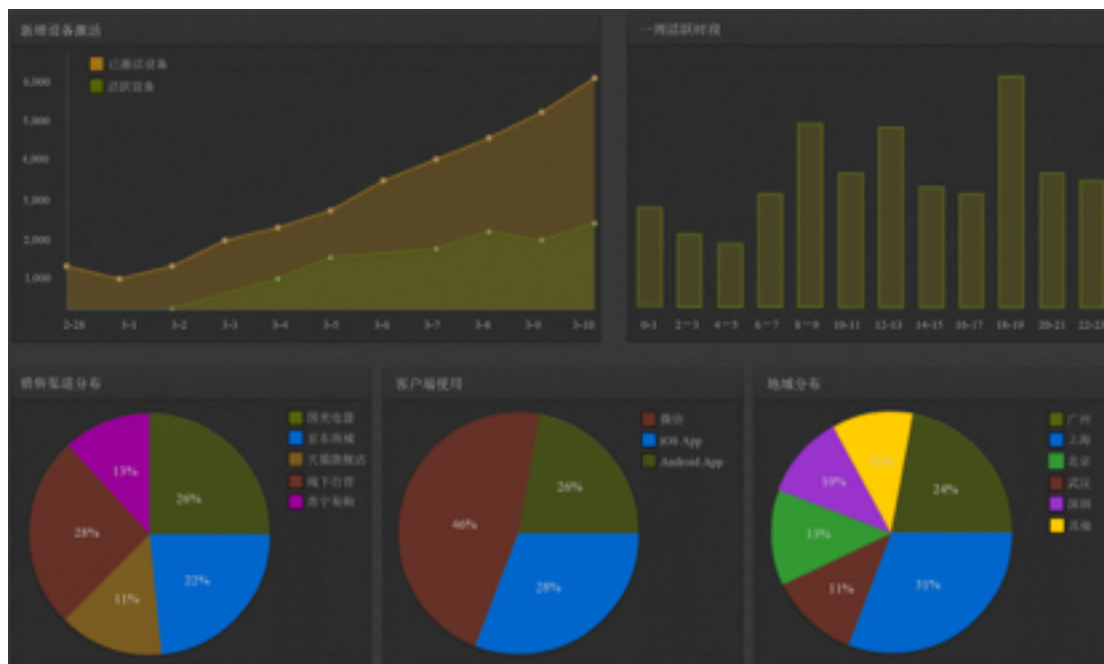 新增设备激活
已激活设备
活跃设备
6,000
5,000
4,000
3,000
2,000
1,000
2-28 3-1 3-2 3-3 3-4 3-5 3-6 3-7 3-8 3-9 3-10
一周活跃时段
0-1 2－3 4－5 6－7 8－9 10-11 12-13 14-15 16-17 18-19 20-21 22-23
销售渠道分布
京东商城
天猫旗舰店
线下自营
苏宁易购
13%
26%
28%
22%
11%
客户端使用
微信
iOS App
Android App
26%
46%
28%
地域分布
广州
上海
北京
武汉
深圳
其他
11%
10%
24%
13%
11%
31%